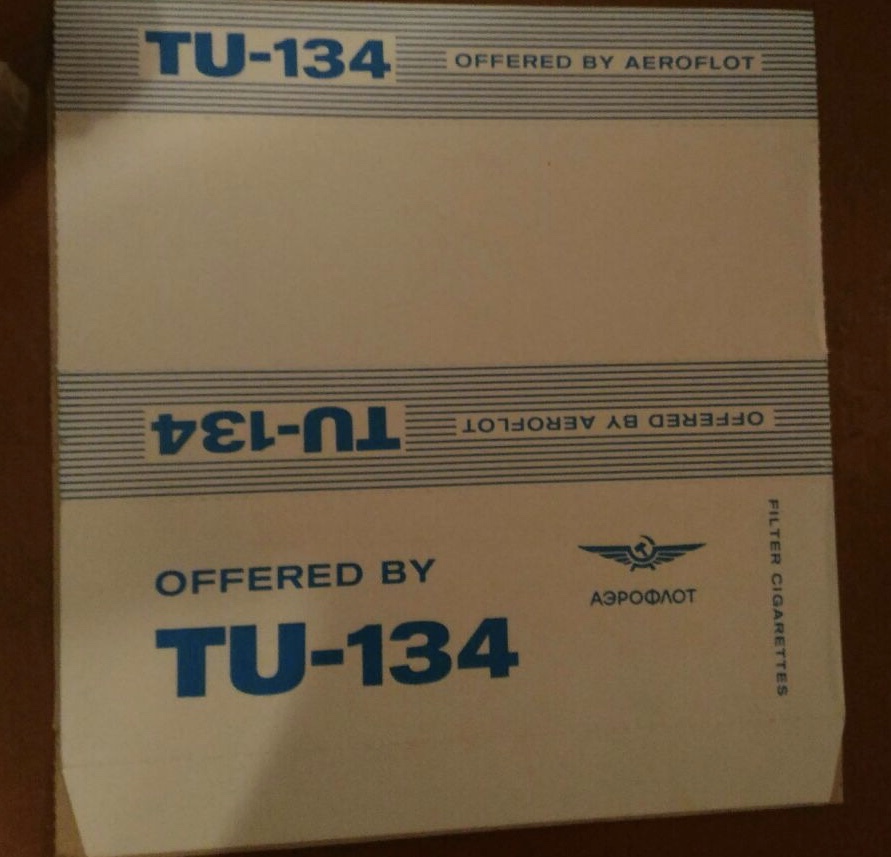 TU-134
OFFERED BY AEROFLOT
TU-134
OFFERED BY AEROFLOT
OFFERED BY
TU-134
АЭРОФЛОТ
FILTER CIGARETTES